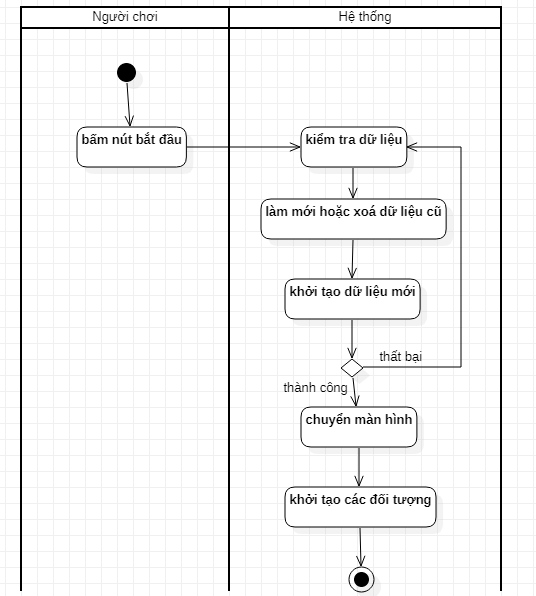 Người chơi
Hệ thống
bấm nút bắt đầu
kiểm tra dữ liệu
làm mới hoặc xoá dữ liệu cũ
khởi tạo dữ liệu mới
thất bại
thành công
chuyển màn hình
khởi tạo các đối tượng